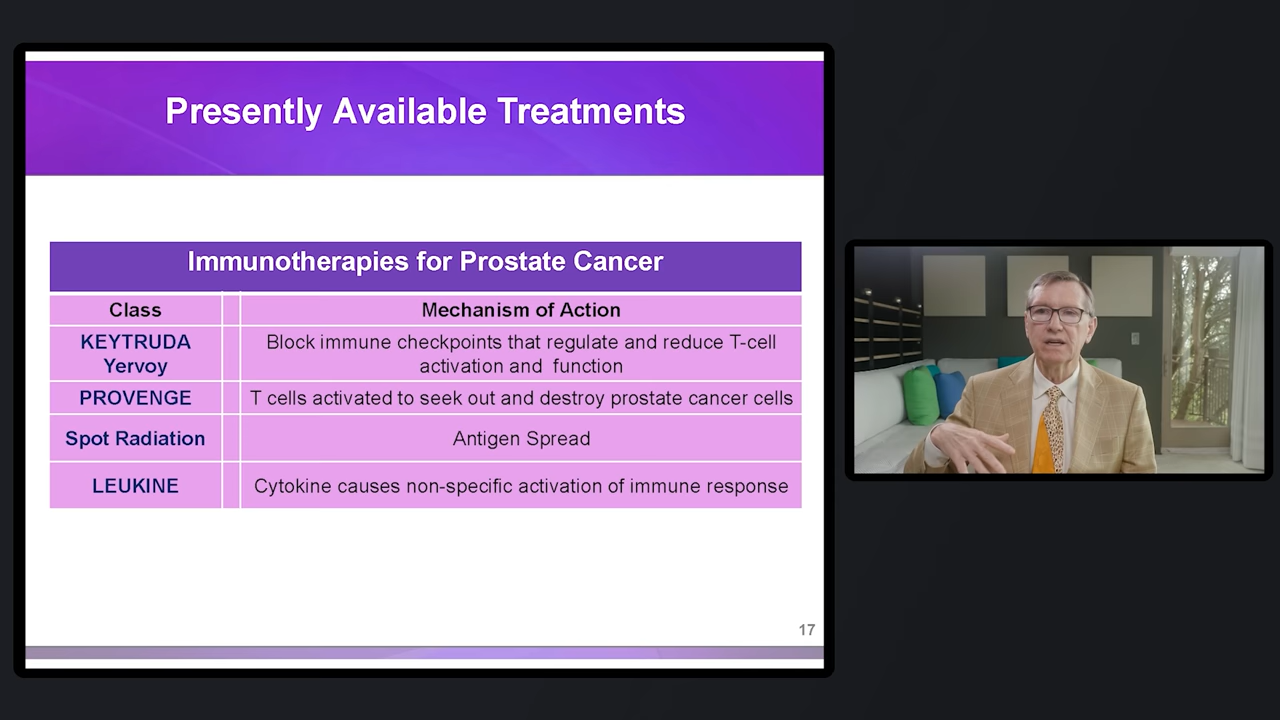 Presently Available Treatments
Immunotherapies for Prostate Cancer
Class
Mechanism of Action
KEYTRUDA
Yervoy
Block immune checkpoints that regulate and reduce T-cell
activation and function
PROVENGE
T cells activated to seek out and destroy prostate cancer cells
Spot Radiation
Antigen Spread
LEUKINE
Cytokine causes non-specific activation of immune response
17